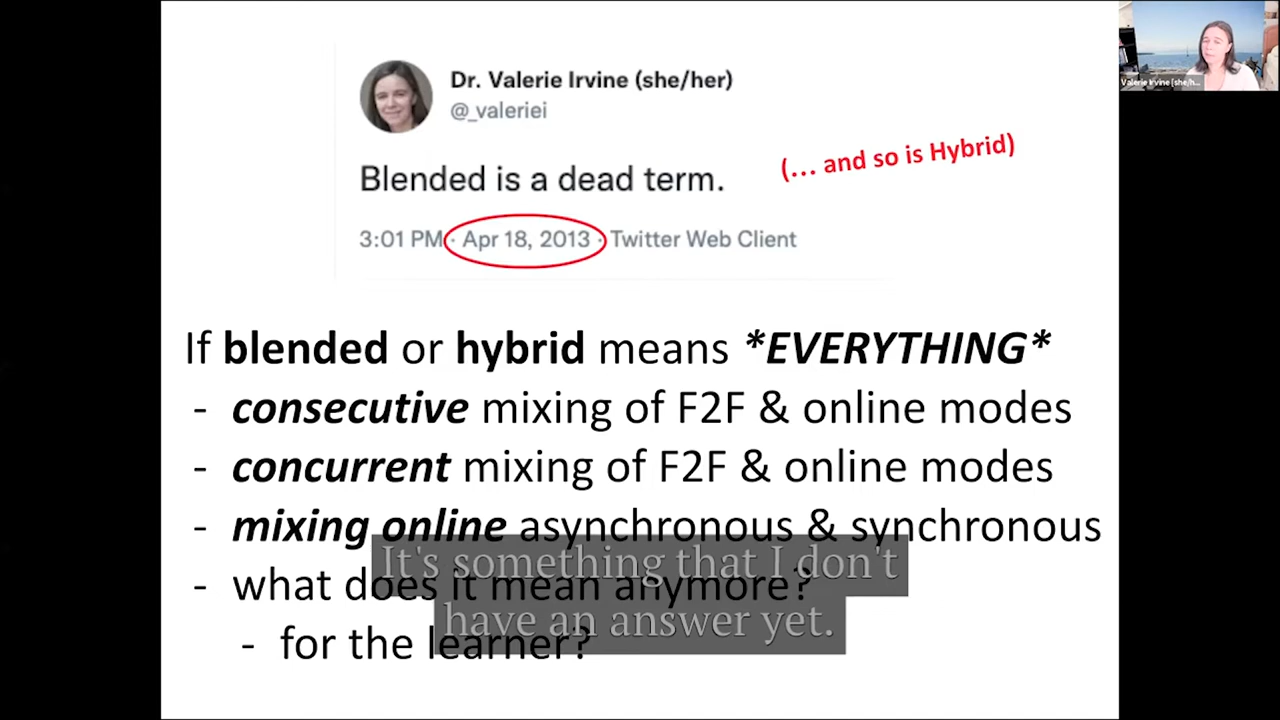 Dr. Valerie Irvine (she/her)
@_valeriei
Blended is a dead term.
(... and so is Hybrid)
3:01 PM · Apr 18, 2013 · Twitter Web Client
If blended or hybrid means *EVERYTHING*
- consecutive mixing of F2F & online modes
- concurrent mixing of F2F & online modes
- mixing online asynchronous & synchronous
- what does it mean anymore?
- for the learner?
It's something that I don't
have an answer yet.
Valerie Irvine (she/h...